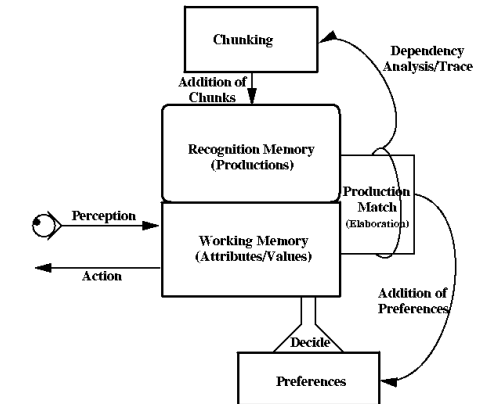 Chunking
Dependency
Analysis/Trace
Addition of
Chunks
Recognition Memory
(Productions)
Production
Match
(Elaboration)
Perception
Working Memory
(Attributes/Values)
Action
Addition of
Preferences
Decide
Preferences